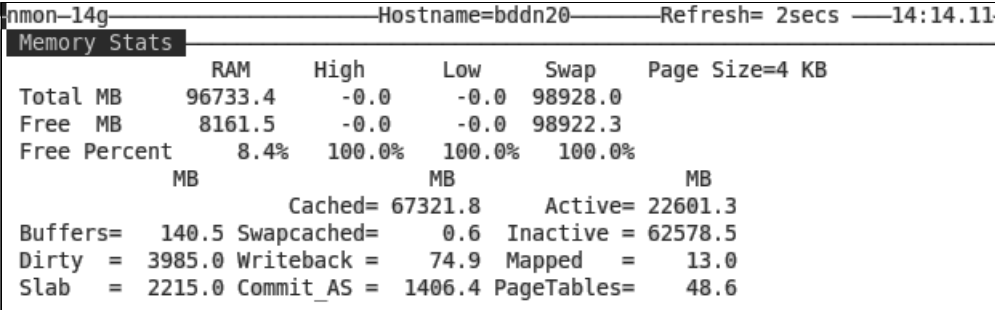 nmon-14g Hostname=bddn20 Refresh= 2secs 14:14.11
Memory Stats
RAM High Low Swap Page Size=4 KB
Total MB 96733.4 -0.0 -0.0 98928.0
Free MB 8161.5 -0.0 -0.0 98922.3
Free Percent 8.4% 100.0% 100.0% 100.0%
MB MB MB
Cached= 67321.8 Active= 22601.3
Buffers= 140.5 Swapcached= 0.6 Inactive = 62578.5
Dirty = 3985.0 Writeback = 74.9 Mapped = 13.0
Slab = 2215.0 Commit_AS = 1406.4 PageTables= 48.6